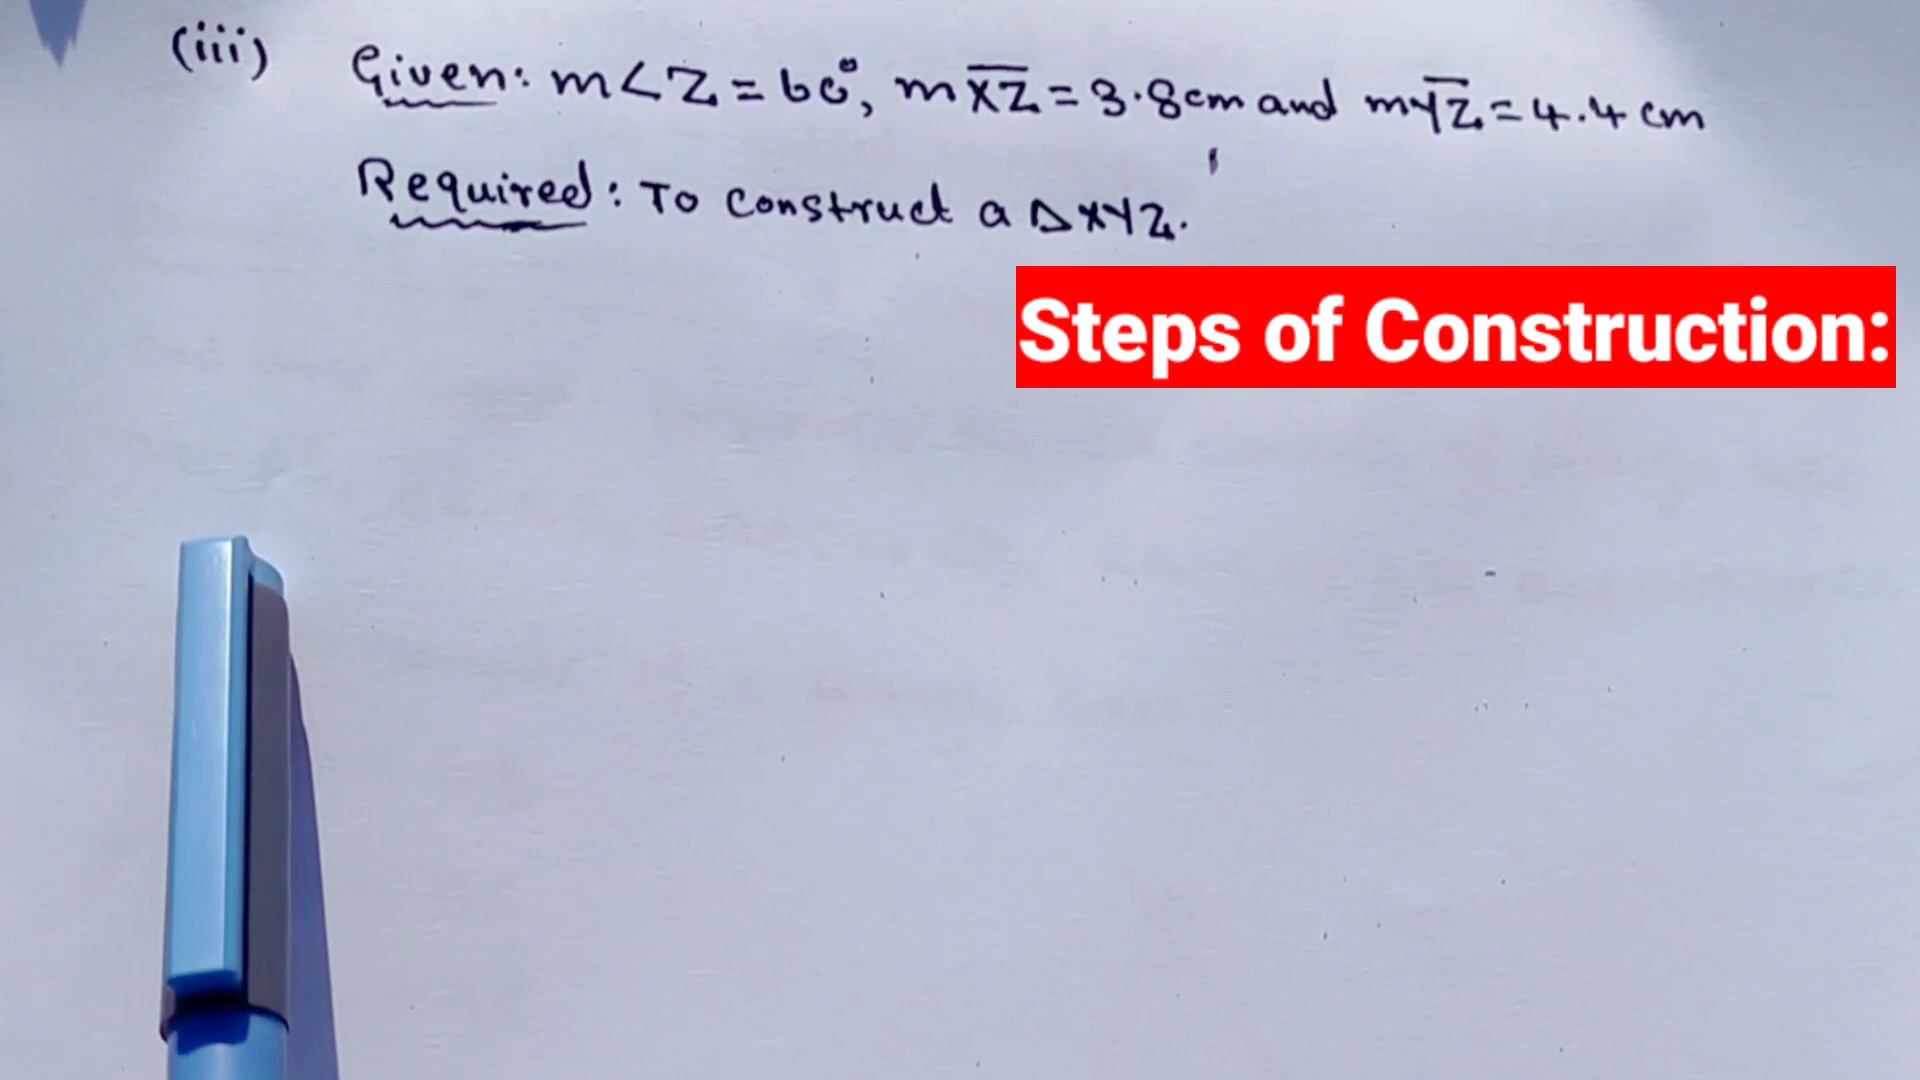 (iii) Given: m<Z = 60°, mXZ = 3.8cm and mYZ = 4.4 cm
Required: To construct a ΔXYZ.
Steps of Construction: